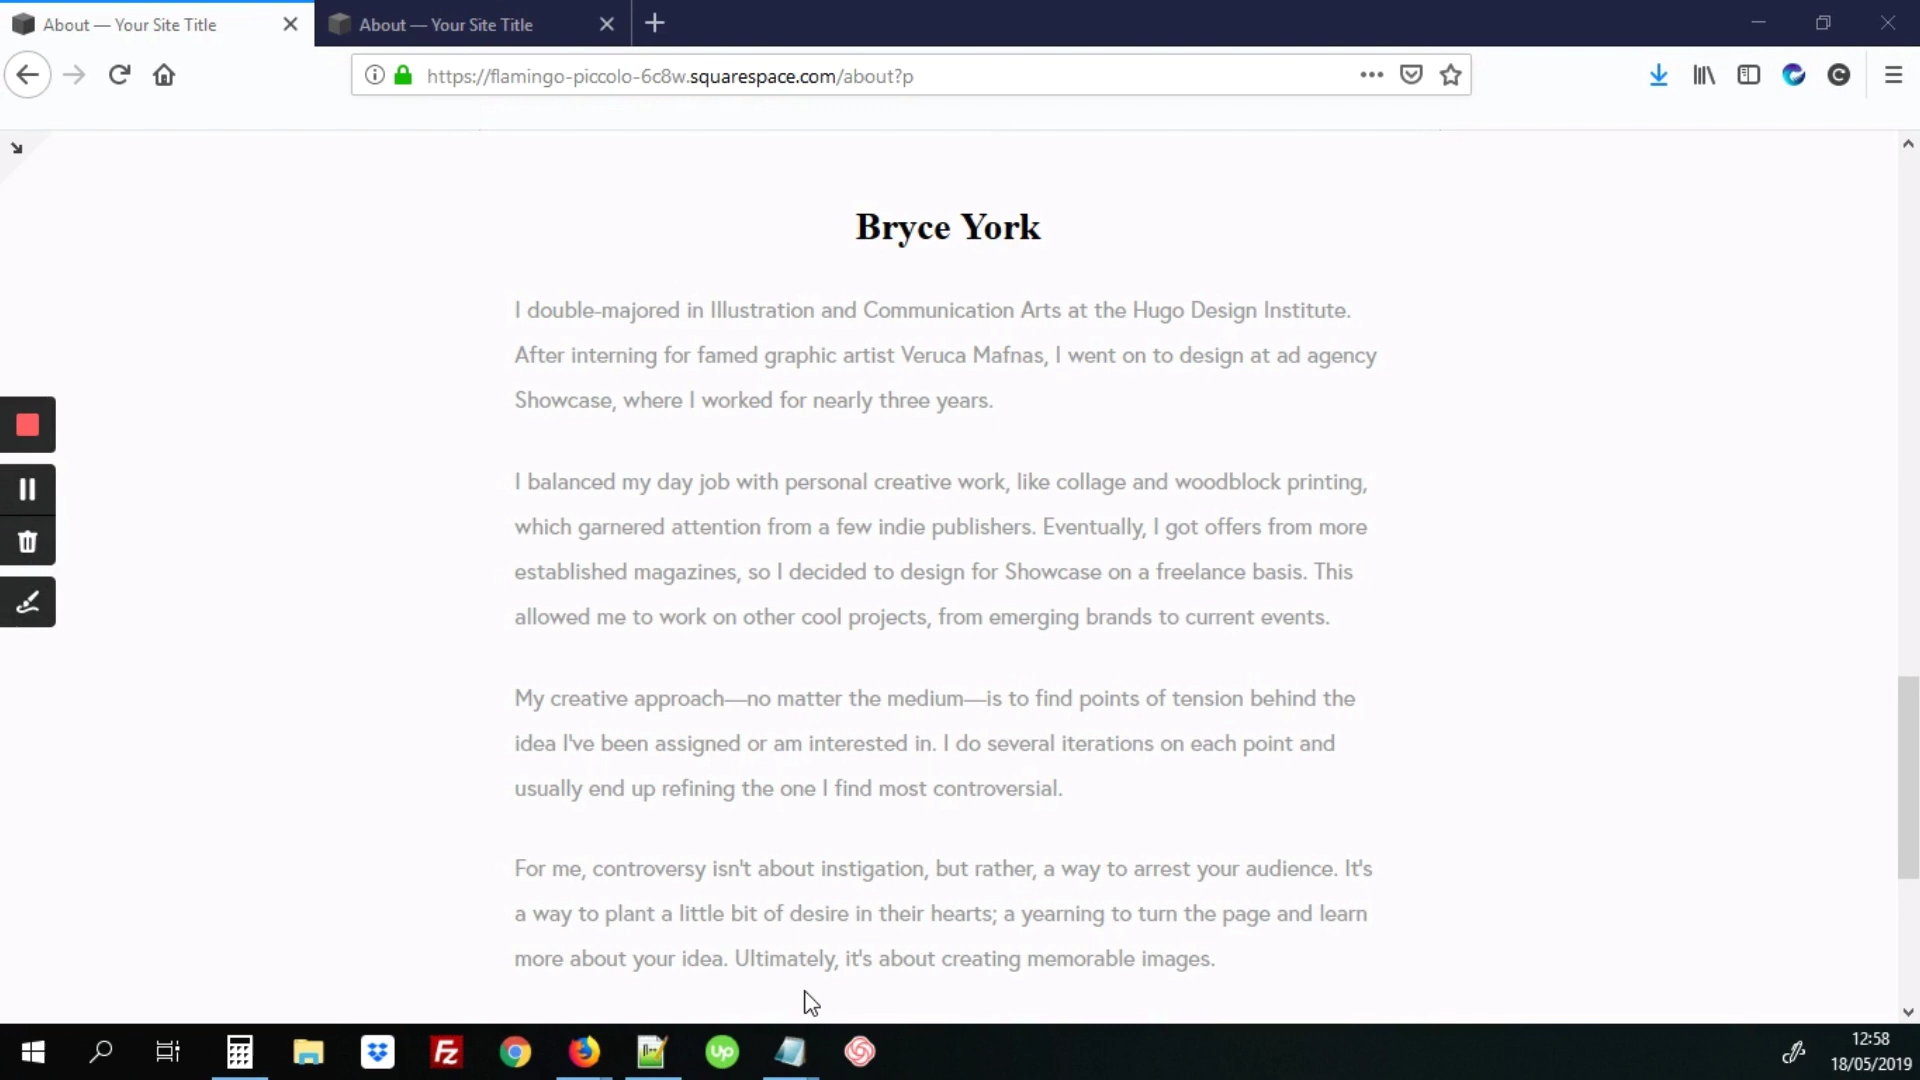 About — Your Site Title
About — Your Site Title
https://flamingo-piccolo-6c8w.squarespace.com/about?p
Bryce York
I double-majored in Illustration and Communication Arts at the Hugo Design Institute.
After interning for famed graphic artist Veruca Mafnas, I went on to design at ad agency
Showcase, where I worked for nearly three years.
I balanced my day job with personal creative work, like collage and woodblock printing,
which garnered attention from a few indie publishers. Eventually, I got offers from more
established magazines, so I decided to design for Showcase on a freelance basis. This
allowed me to work on other cool projects, from emerging brands to current events.
My creative approach—no matter the medium—is to find points of tension behind the
idea I've been assigned or am interested in. I do several iterations on each point and
usually end up refining the one I find most controversial.
For me, controversy isn't about instigation, but rather, a way to arrest your audience. It's
a way to plant a little bit of desire in their hearts; a yearning to turn the page and learn
more about your idea. Ultimately, it's about creating memorable images.
Fz
Up
12:58
18/05/2019